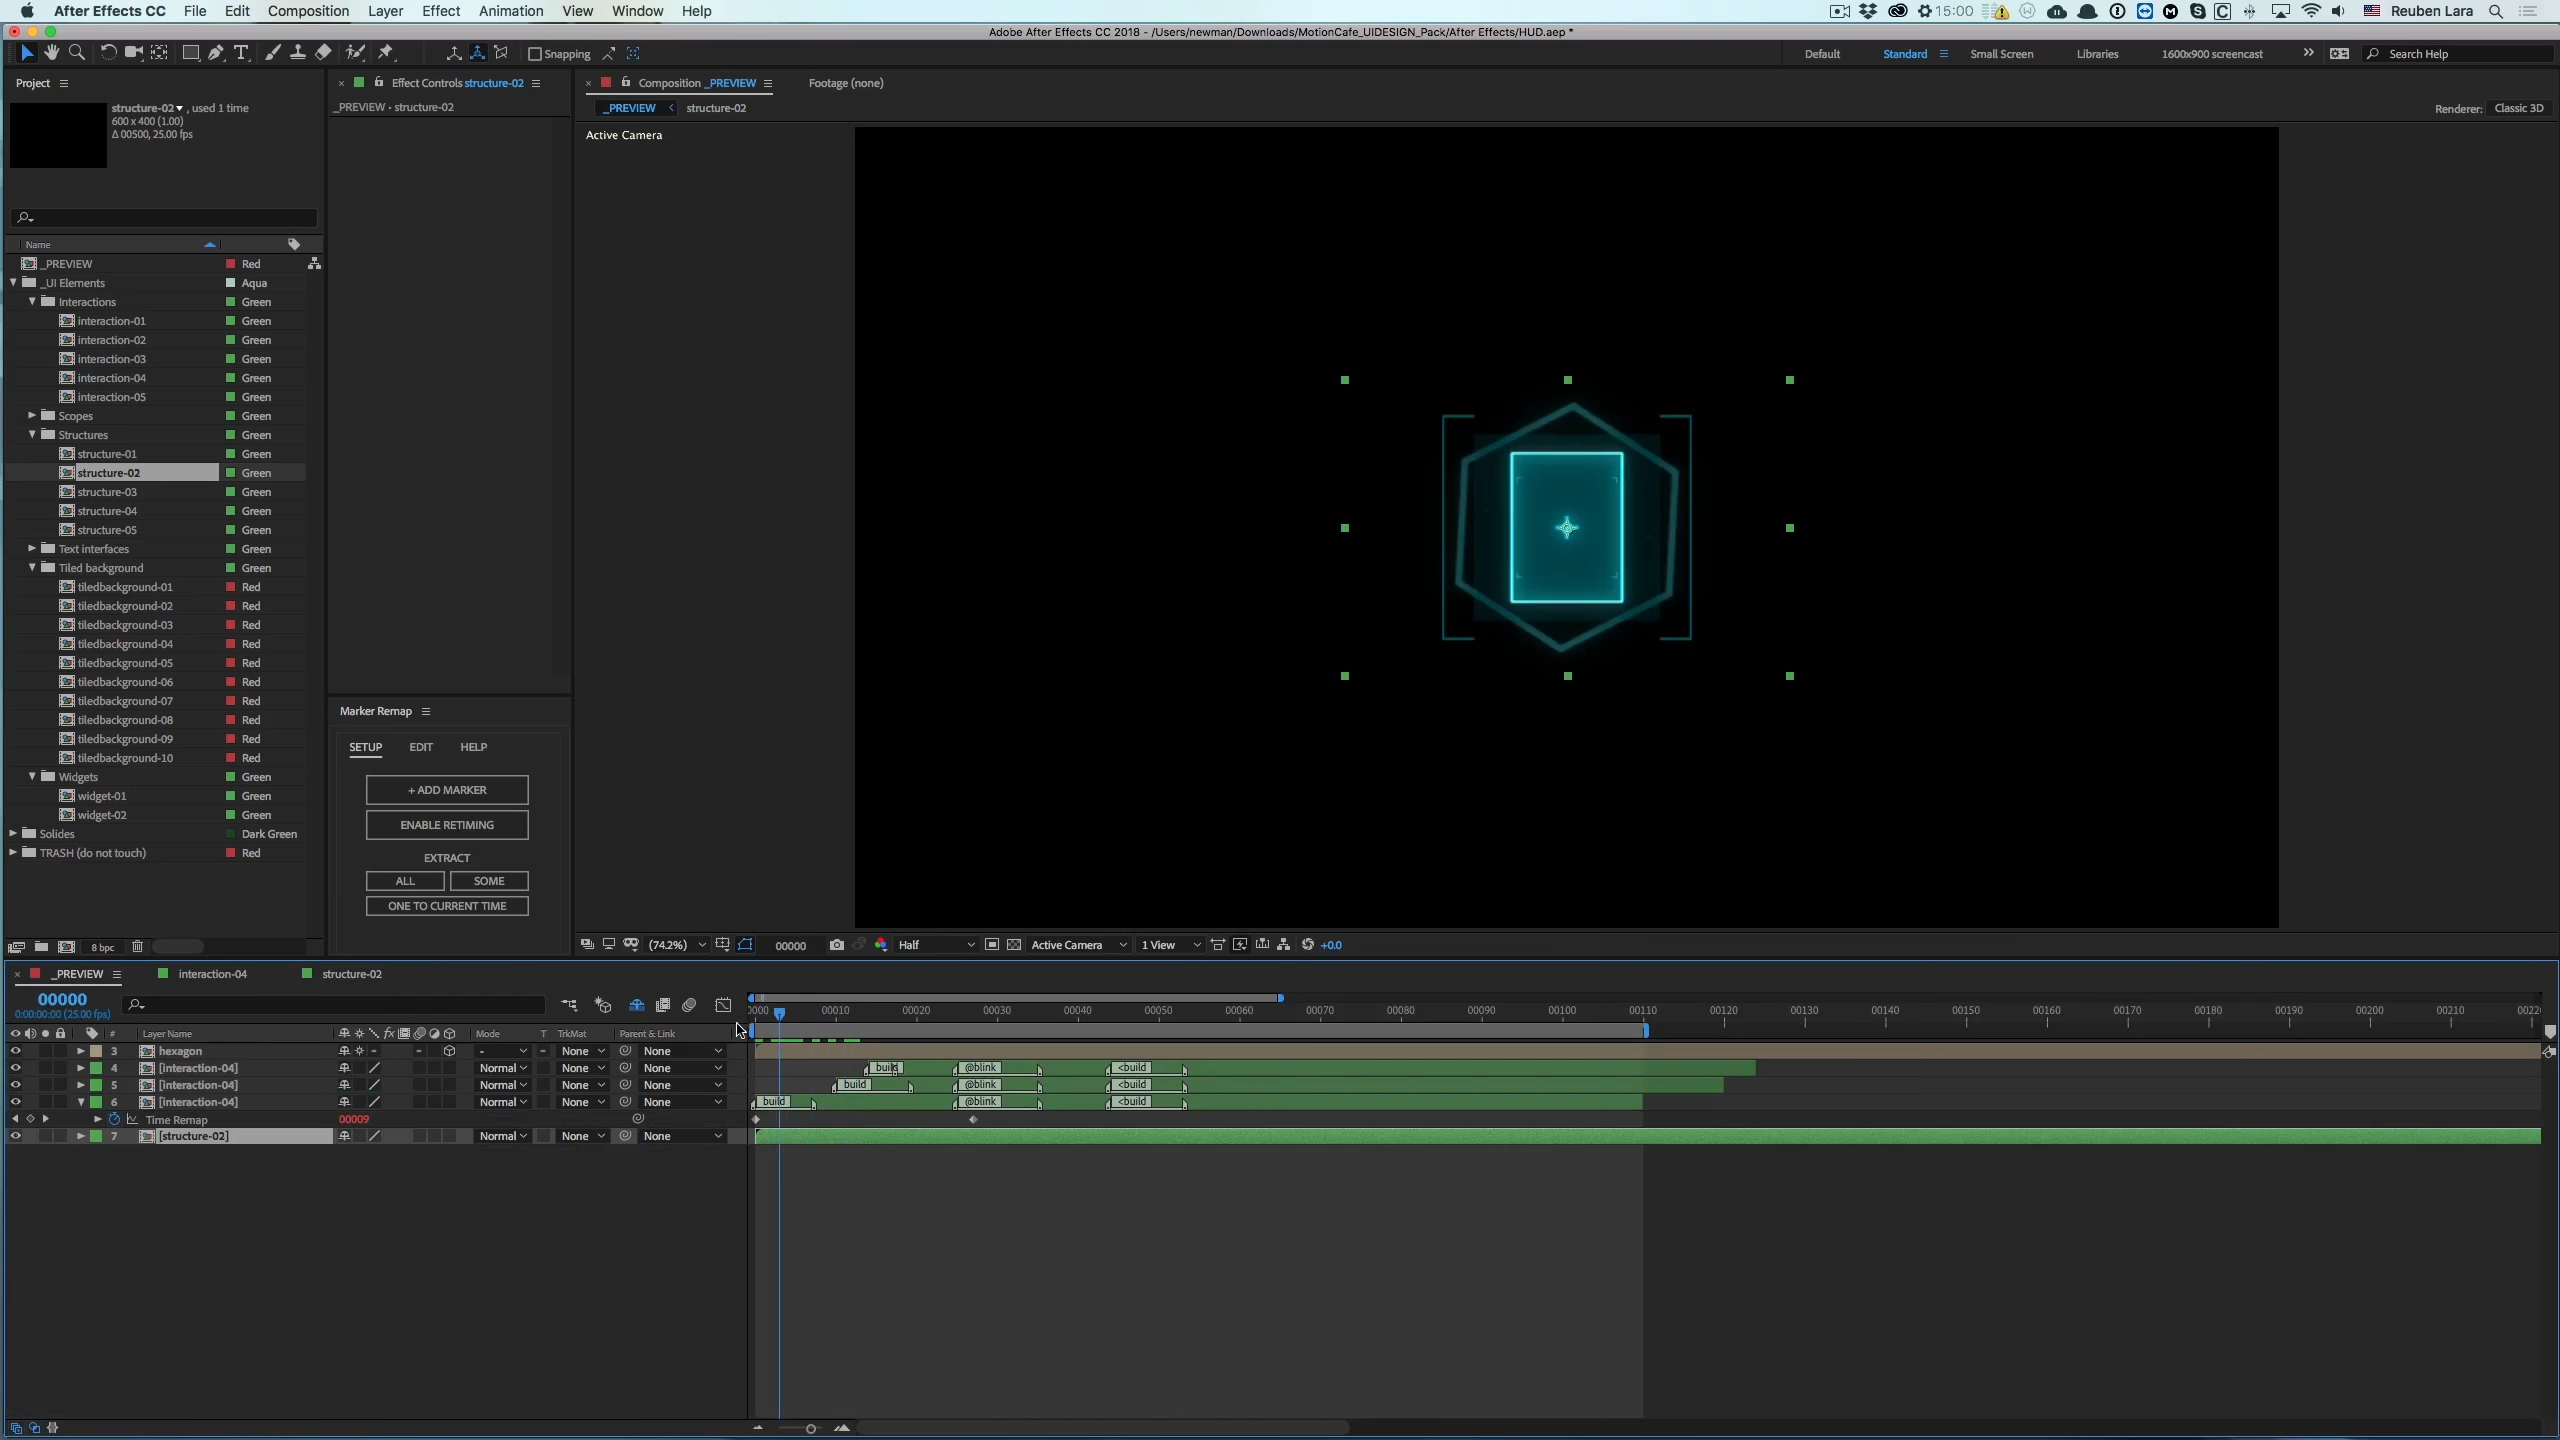 After Effects CC File Edit Composition Layer Effect Animation View Window Help 15:00 Reuben Lara
Adobe After Effects CC 2018 - /Users/newman/Downloads/MotionCafe_UIDESIGN_Pack/After Effects/HUD.aep *
Snapping Default Standard Small Screen Libraries 1600x900 screencast Search Help
Project Effect Controls structure-02 Composition _PREVIEW Footage (none)
structure-02 , used 1 time
600 x 400 (1.00)
Δ 00500, 25.00 fps
_PREVIEW • structure-02
_PREVIEW structure-02
Renderer: Classic 3D
Active Camera
Name
_PREVIEW Red
_UI Elements Aqua
Interactions Green
interaction-01 Green
interaction-02 Green
interaction-03 Green
interaction-04 Green
interaction-05 Green
Scopes Green
Structures Green
structure-01 Green
structure-02 Green
structure-03 Green
structure-04 Green
structure-05 Green
Text interfaces Green
Tiled background Green
tiledbackground-01 Red
tiledbackground-02 Red
tiledbackground-03 Red
tiledbackground-04 Red
tiledbackground-05 Red
tiledbackground-06 Red
tiledbackground-07 Red
tiledbackground-08 Red
tiledbackground-09 Red
tiledbackground-10 Red
Widgets Green
widget-01 Green
widget-02 Green
Solides Dark Green
TRASH (do not touch) Red
8 bpc
Marker Remap
SETUP EDIT HELP
+ ADD MARKER
ENABLE RETIMING
EXTRACT
ALL SOME
ONE TO CURRENT TIME
(74.2%) 00000 Half Active Camera 1 View +0.0
_PREVIEW interaction-04 structure-02
00000
0:00:00:00 (25.00 fps)
0000 00010 00020 00030 00040 00050 00060 00070 00080 00090 00100 00110 00120 00130 00140 00150 00160 00170 00180 00190 00200 00210 0022
# Layer Name Mode T TrkMat Parent & Link
3 hexagon - None None
4 [interaction-04] Normal None None build @blink <build
5 [interaction-04] Normal None None build @blink <build
6 [interaction-04] Normal None None build @blink <build
Time Remap 00009
7 [structure-02] Normal None None